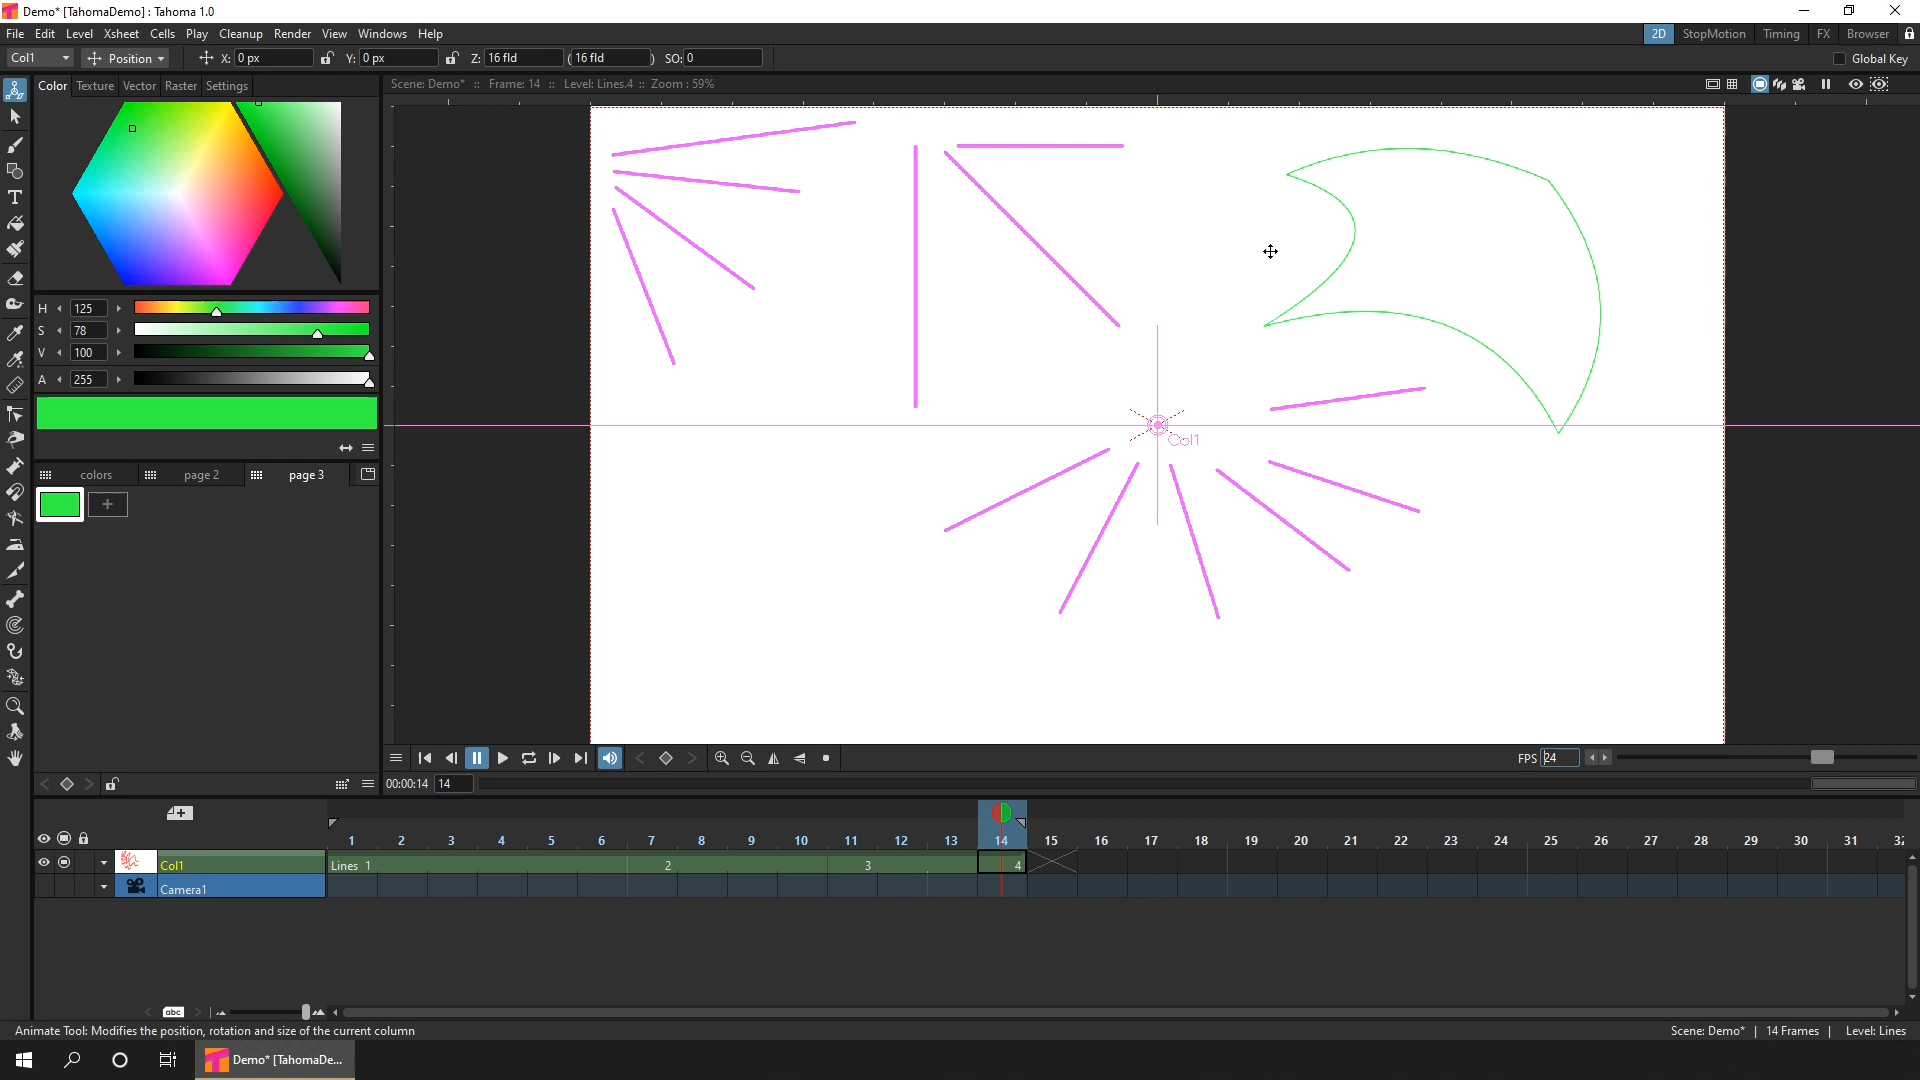 Demo* [TahomaDemo] : Tahoma 1.0
File Edit Level Xsheet Cells Play Cleanup Render View Windows Help
2D StopMotion Timing FX Browser
Col1 Position X: 0 px Y: 0 px Z: 16 fld ( 16 fld ) SO: 0
Global Key
Color Texture Vector Raster Settings
Scene: Demo* :: Frame: 14 :: Level: Lines.4 :: Zoom : 59%
H 125
S 78
V 100
A 255
Col1
colors page 2 page 3
FPS 24
00:00:14 14
1 2 3 4 5 6 7 8 9 10 11 12 13 14 15 16 17 18 19 20 21 22 23 24 25 26 27 28 29 30 31
Col1 Lines 1 2 3 4
Camera1
abc
Animate Tool: Modifies the position, rotation and size of the current column
Scene: Demo* | 14 Frames | Level: Lines
Demo* [TahomaDe...